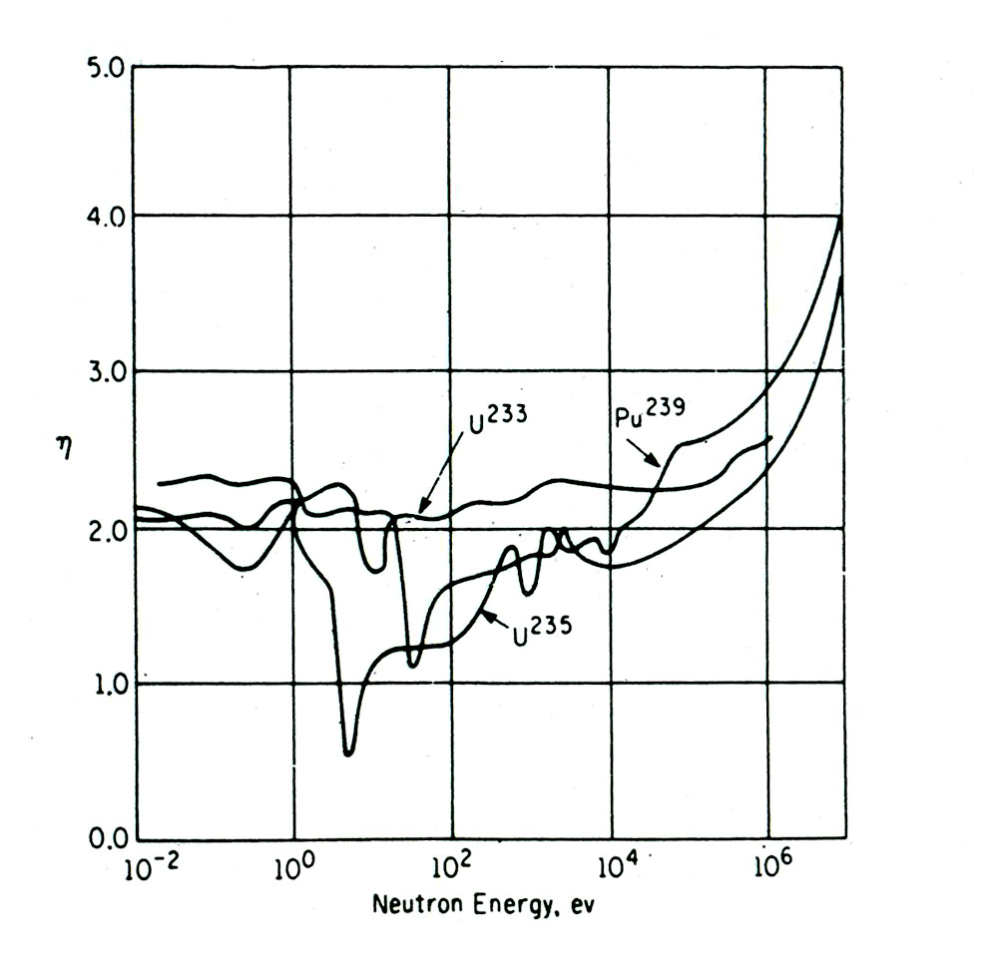 5.0
4.0
3.0
2.0
1.0
0.0
η
U²³³
Pu²³⁹
U²³⁵
10⁻² 10⁰ 10² 10⁴ 10⁶
Neutron Energy, ev